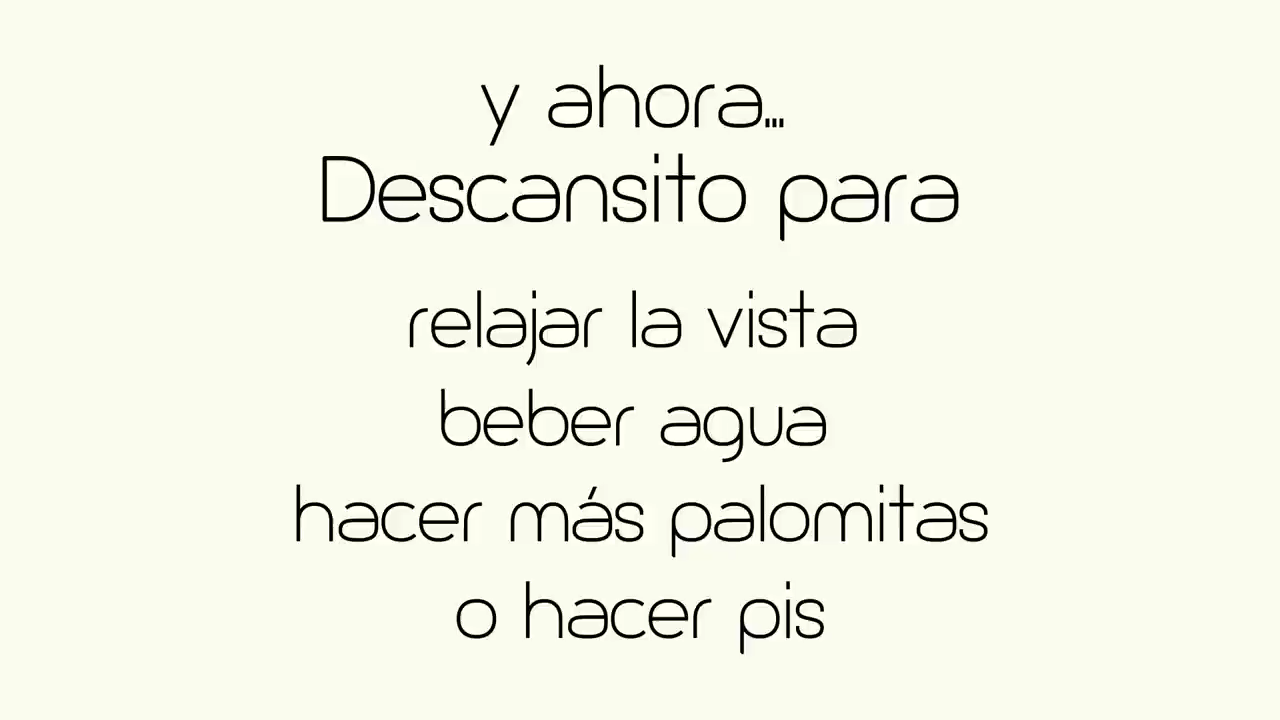 y ahora...
Descansito para
relajar la vista
beber agua
hacer más palomitas
o hacer pis